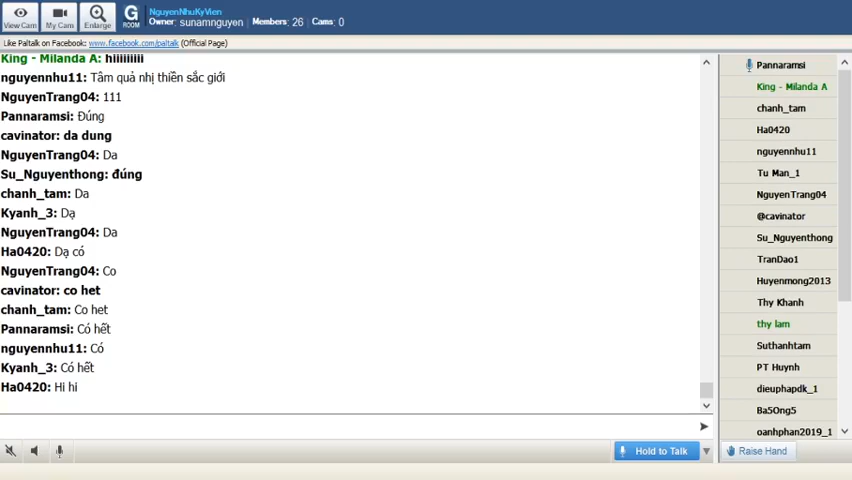 View Cam
My Cam
Enlarge
G
ROOM
NguyenNhuKyVien
Owner: sunamnguyen Members: 26 Cams: 0
Like Paltalk on Facebook: www.facebook.com/paltalk (Official Page)
King - Milanda A: hiiiiiiiii
nguyennhu11: Tâm quả nhị thiền sắc giới
NguyenTrang04: 111
Pannaramsi: Đúng
cavinator: da dung
NguyenTrang04: Da
Su_Nguyenthong: đúng
chanh_tam: Da
Kyanh_3: Dạ
NguyenTrang04: Da
Ha0420: Dạ có
NguyenTrang04: Co
cavinator: co het
chanh_tam: Co het
Pannaramsi: Có hết
nguyennhu11: Có
Kyanh_3: Có hết
Ha0420: Hi hi
Hold to Talk
Pannaramsi
King - Milanda A
chanh_tam
Ha0420
nguyennhu11
Tu Man_1
NguyenTrang04
@cavinator
Su_Nguyenthong
TranDao1
Huyenmong2013
Thy Khanh
thy lam
Suthanhtam
PT Huynh
dieuphapdk_1
Ba5Ong5
oanhphan2019_1
Raise Hand